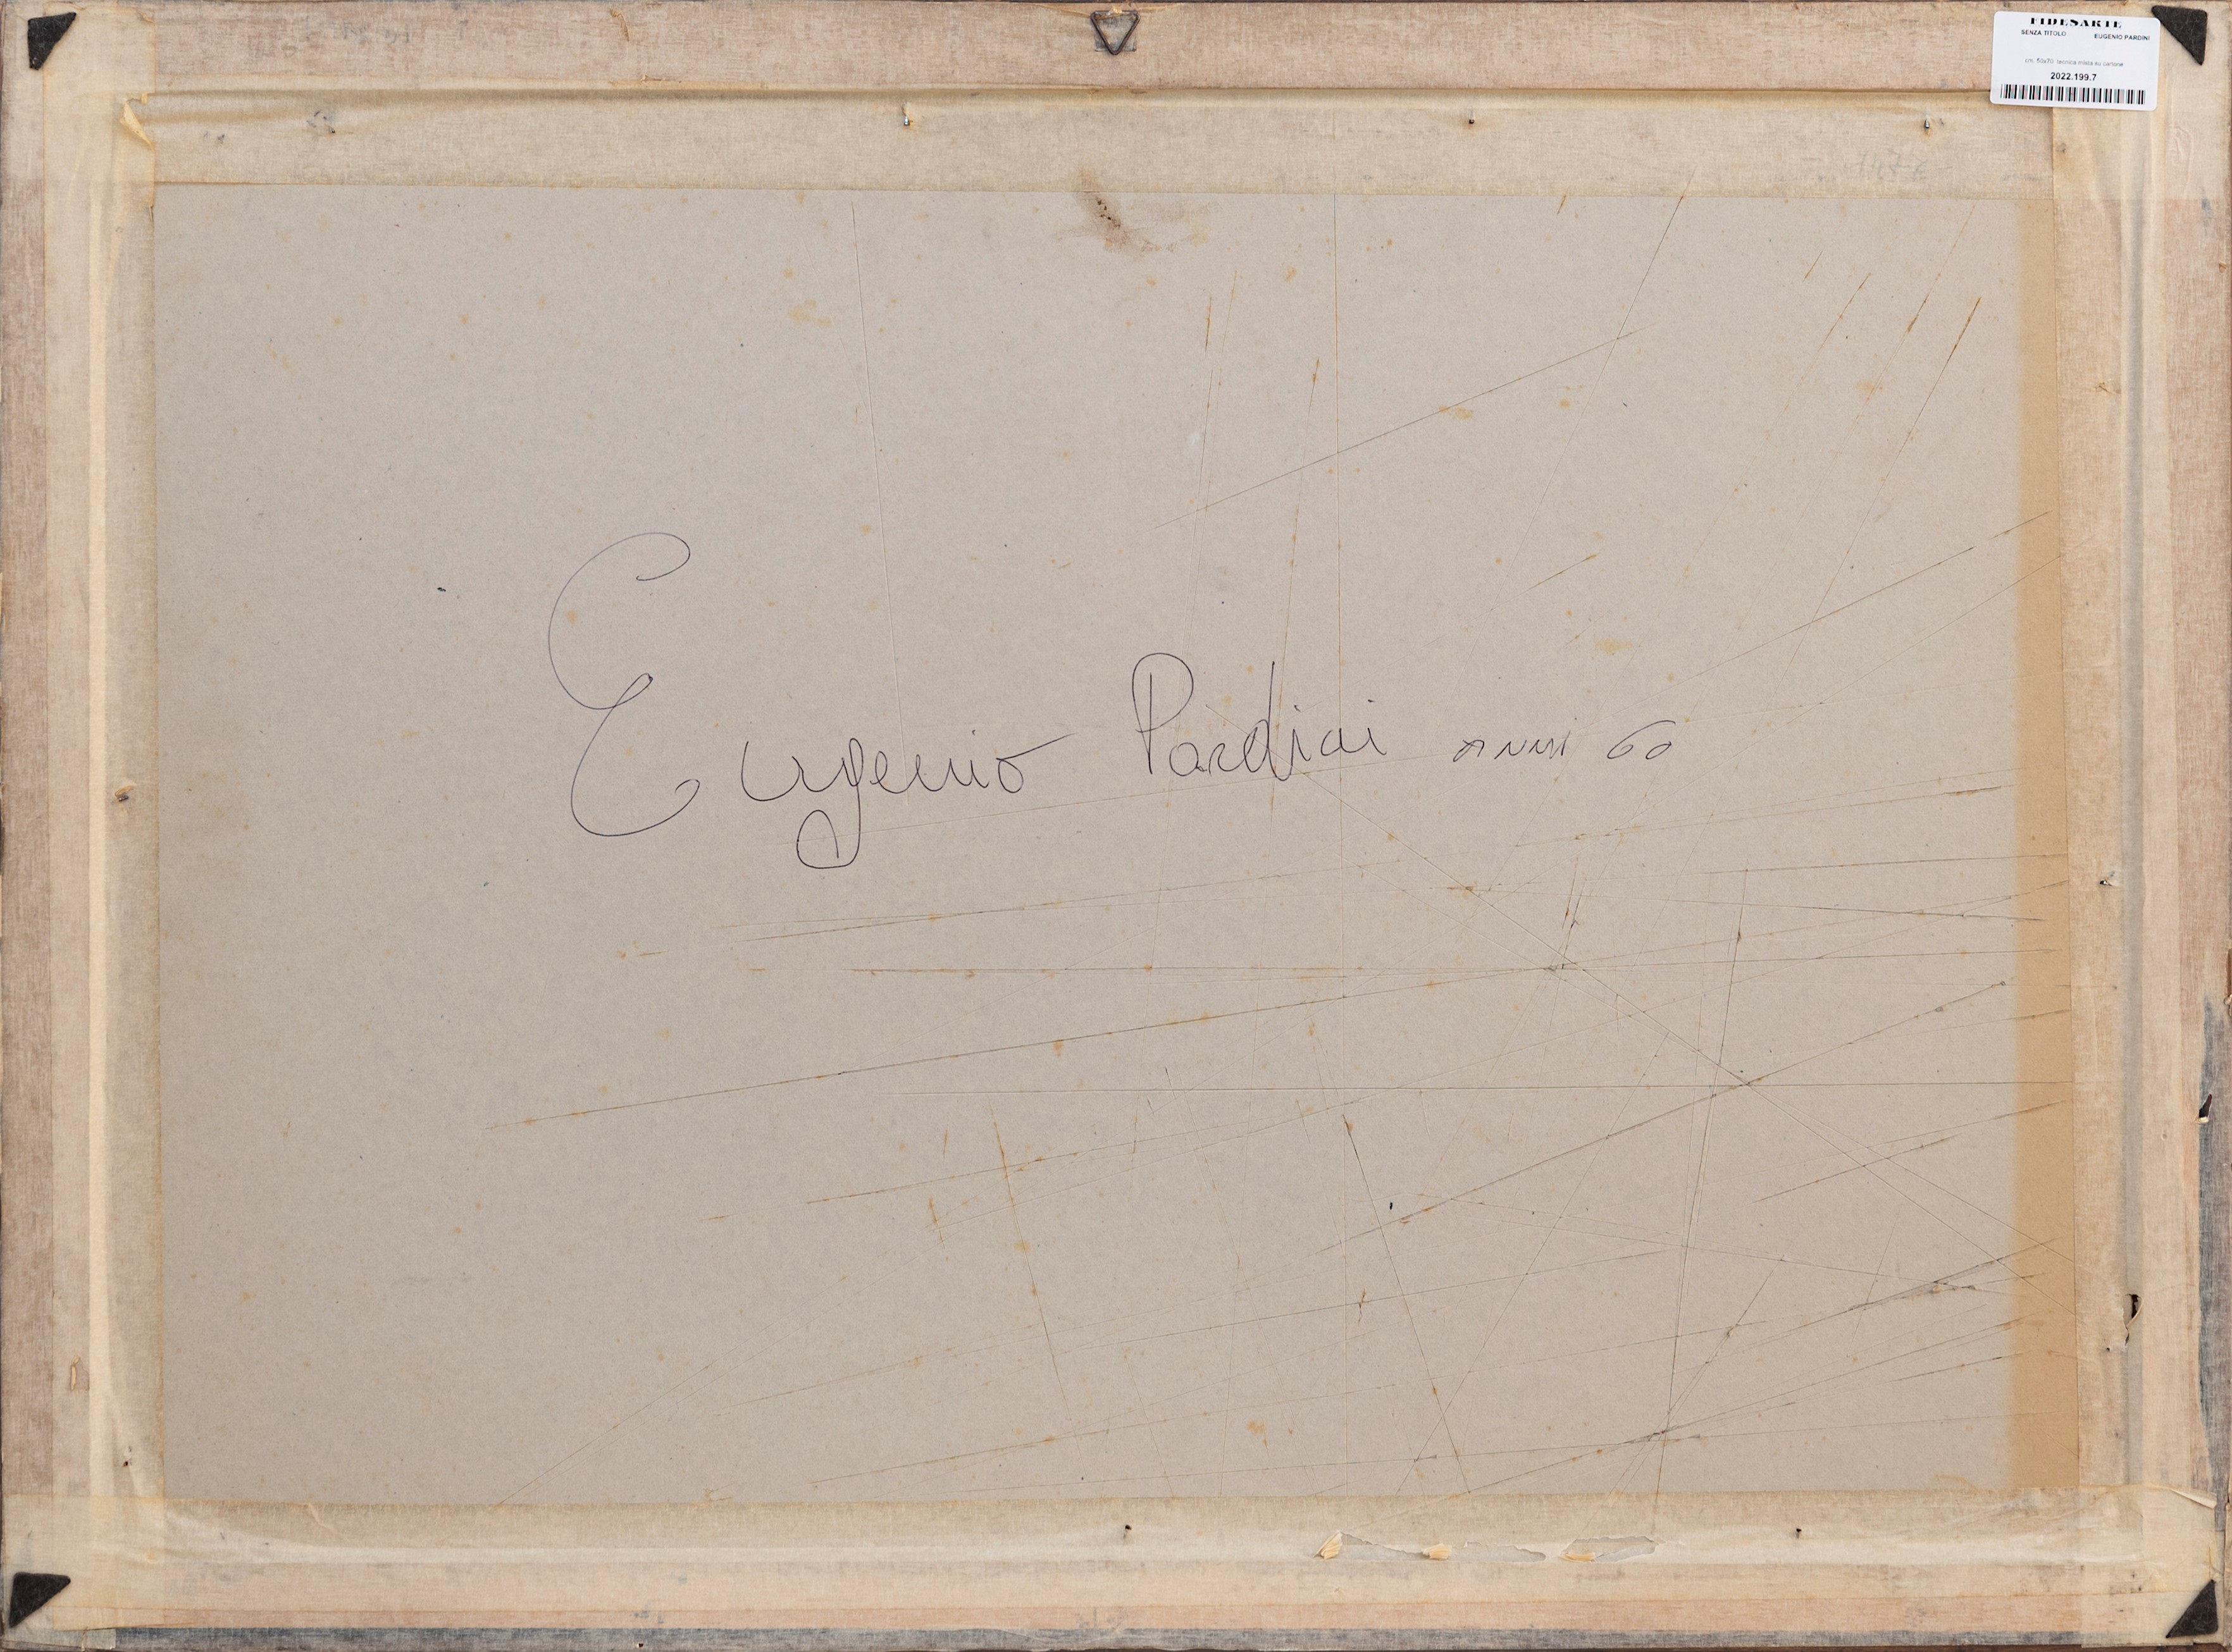 FIDESARTE
SENZA TITOLO EUGENIO PARDINI
cm. 50x70 tecnica mista su cartone
2022.199.7
Eugenio Pardini ANNI 60